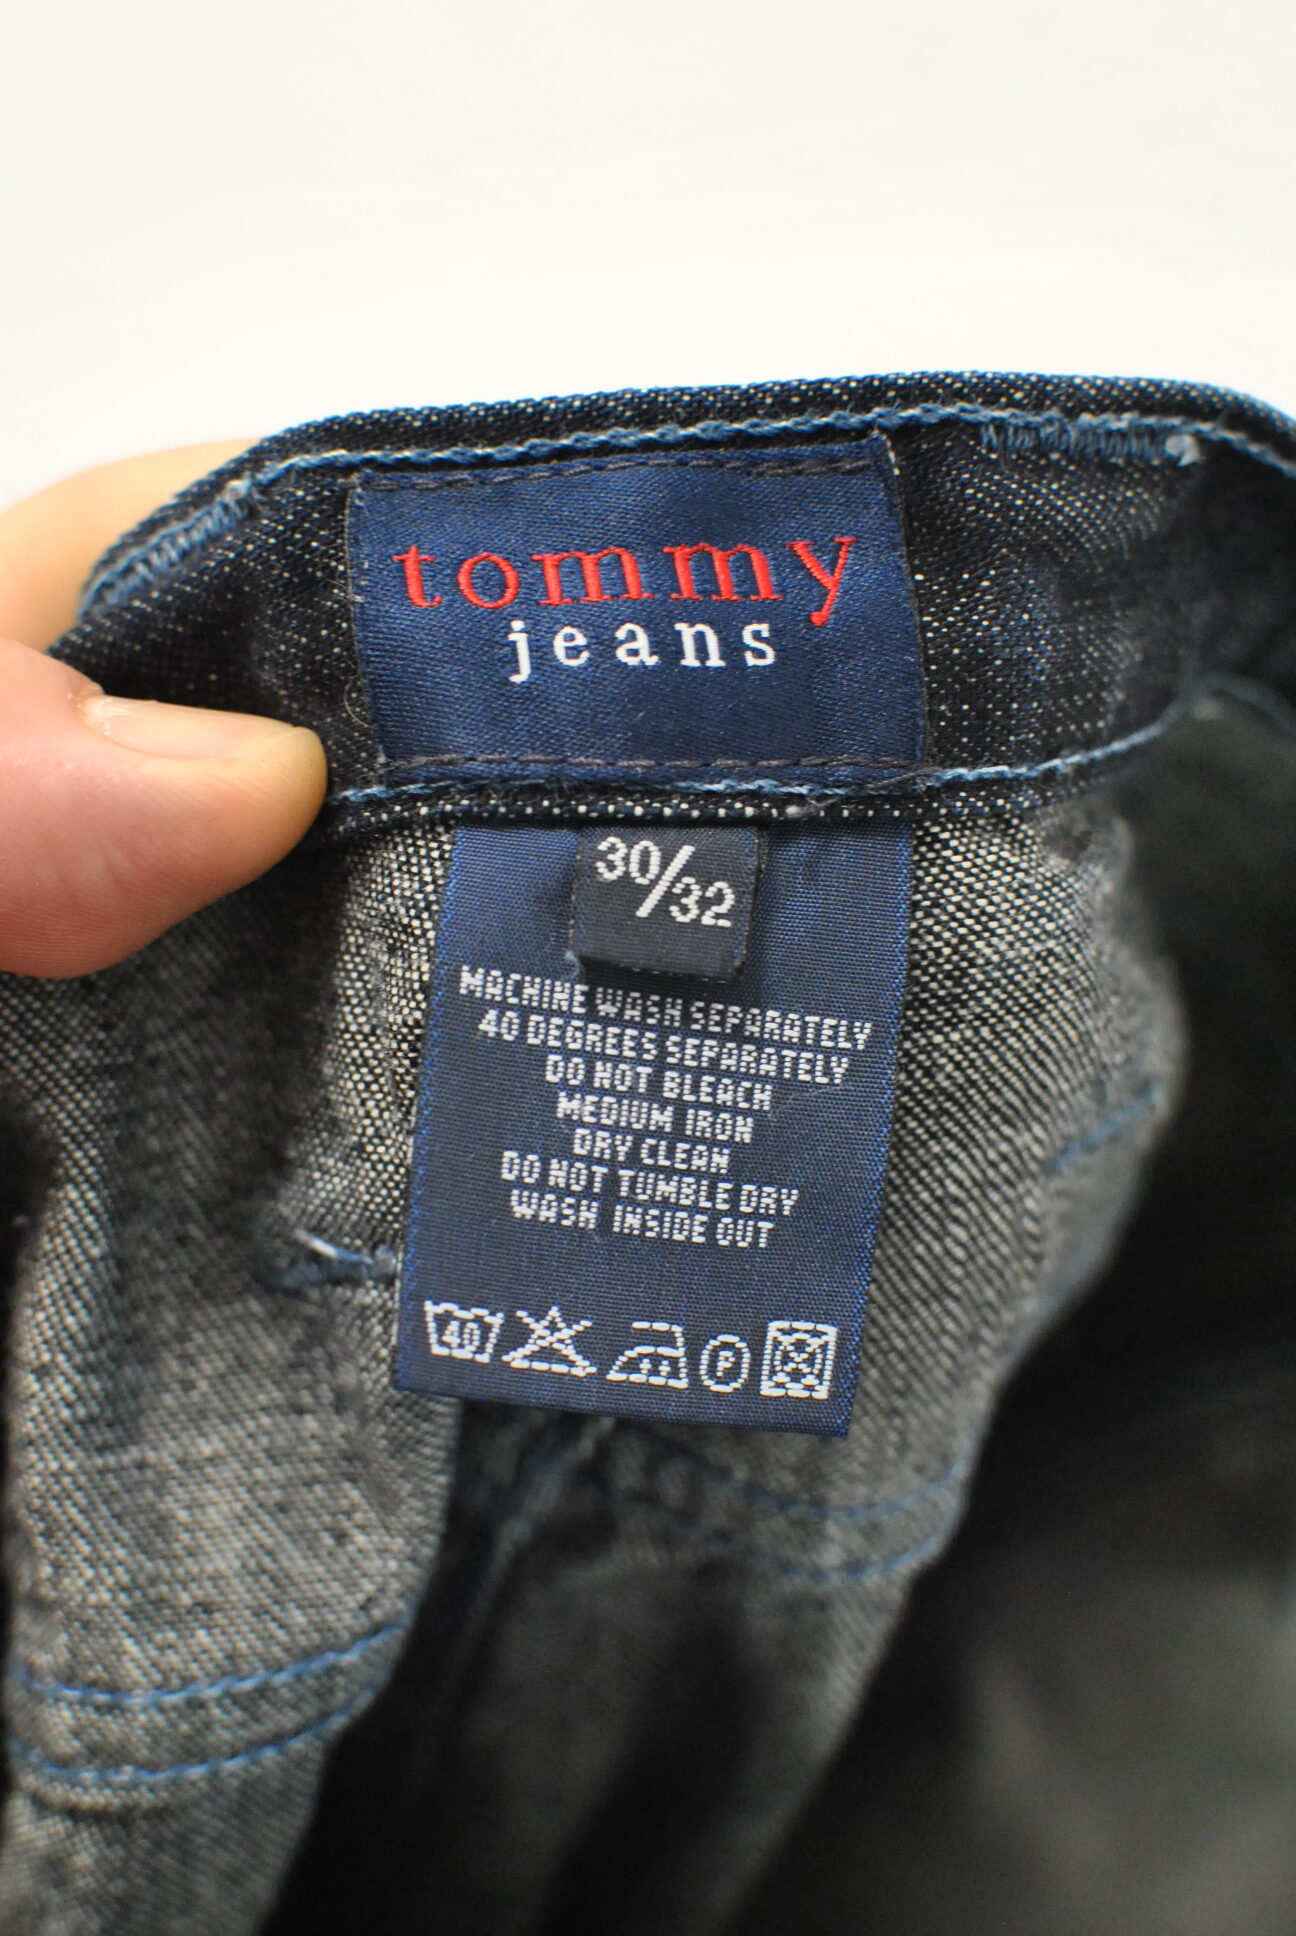 tommy
jeans
30/32
MACHINE WASH SEPARATELY
40 DEGREES SEPARATELY
DO NOT BLEACH
MEDIUM IRON
DRY CLEAN
DO NOT TUMBLE DRY
WASH INSIDE OUT
40 P